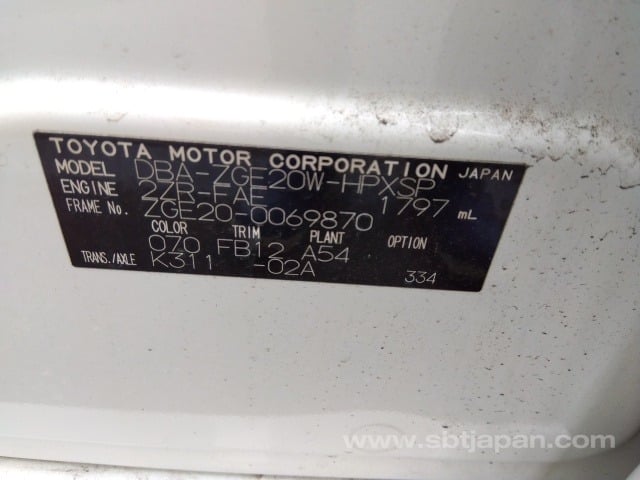 TOYOTA MOTOR CORPORATION JAPAN
MODEL DBA-ZGE20W-HPXSP
ENGINE 2ZR-FAE 1797 mL
FRAME No. ZGE20-0069870
COLOR TRIM PLANT OPTION
070 FB12 A54
TRANS./AXLE K311 -02A 334
www.sbtjapan.com